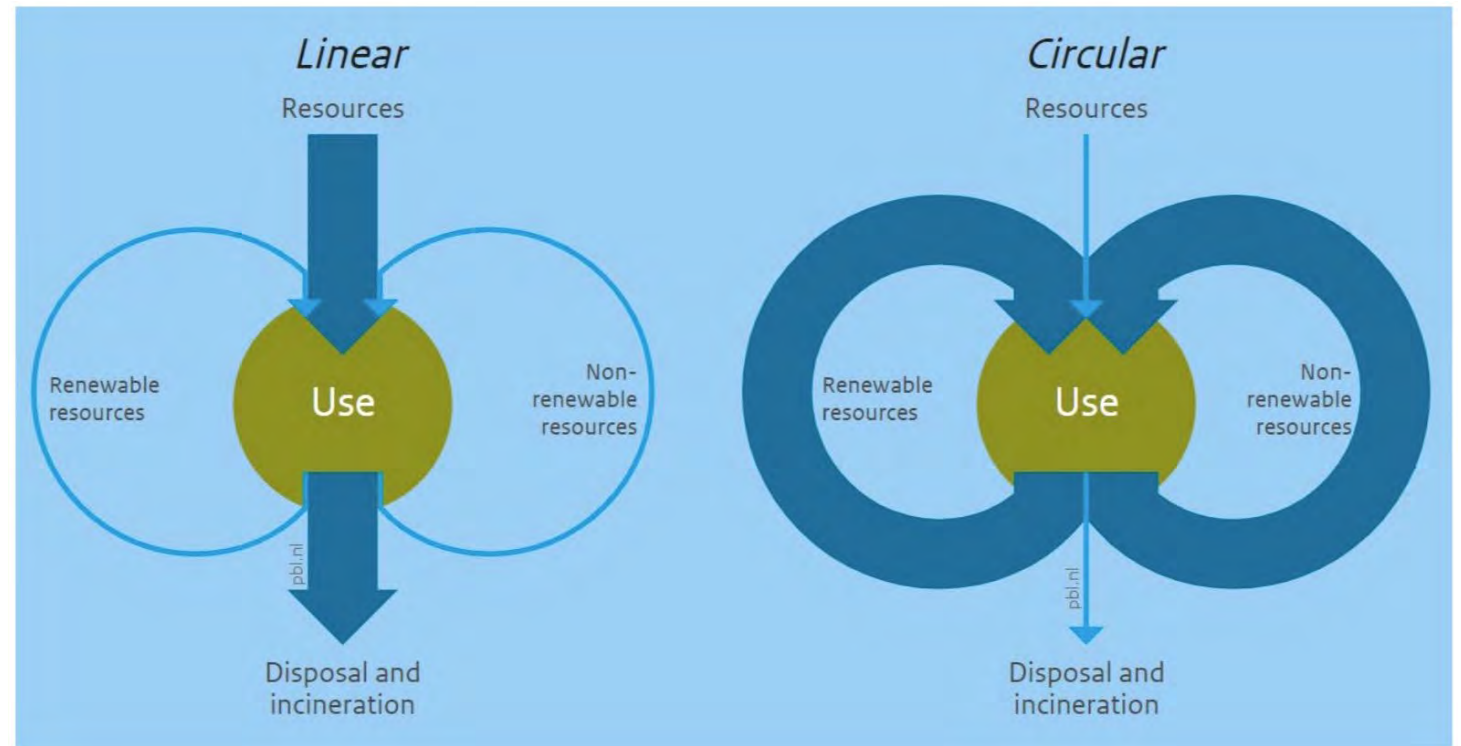 Linear
Resources
Renewable
resources
Use
Non-
renewable
resources
pbl.nl
Disposal and
incineration
Circular
Resources
Renewable
resources
Use
Non-
renewable
resources
pbl.nl
Disposal and
incineration